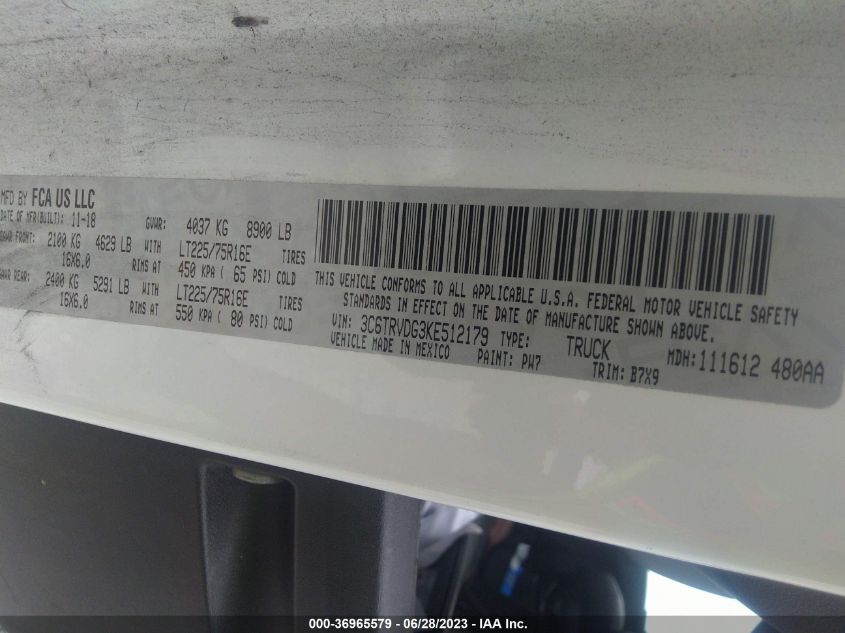 MFD BY FCA US LLC
DATE OF MFR(BUILT): 11-18 GVWR: 4037 KG 8900 LB
GAWR FRONT: 2100 KG 4629 LB WITH LT225/75R16E TIRES
16X6.0 RIMS AT 450 KPA ( 65 PSI) COLD
GAWR REAR: 2400 KG 5291 LB WITH LT225/75R16E TIRES
16X6.0 RIMS AT 550 KPA ( 80 PSI) COLD
THIS VEHICLE CONFORMS TO ALL APPLICABLE U.S.A. FEDERAL MOTOR VEHICLE SAFETY
STANDARDS IN EFFECT ON THE DATE OF MANUFACTURE SHOWN ABOVE.
VIN: 3C6TRVDG3KE512179 TYPE: TRUCK MDH:111612 480AA
VEHICLE MADE IN MEXICO PAINT: PW7 TRIM: B7X9
000-36965579 - 06/28/2023 - IAA Inc.